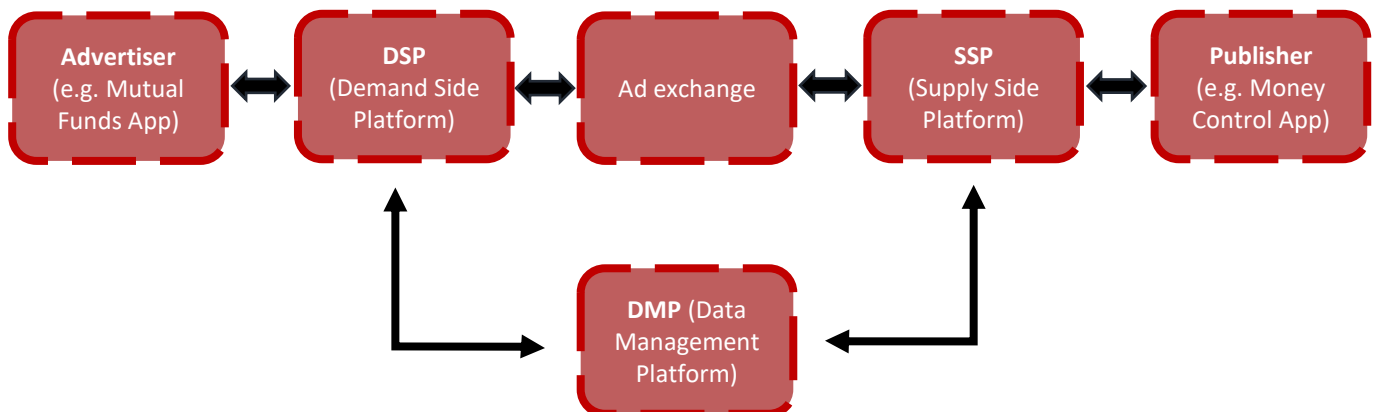 Advertiser
(e.g. Mutual
Funds App)
DSP
(Demand Side
Platform)
Ad exchange
SSP
(Supply Side
Platform)
Publisher
(e.g. Money
Control App)
DMP (Data
Management
Platform)